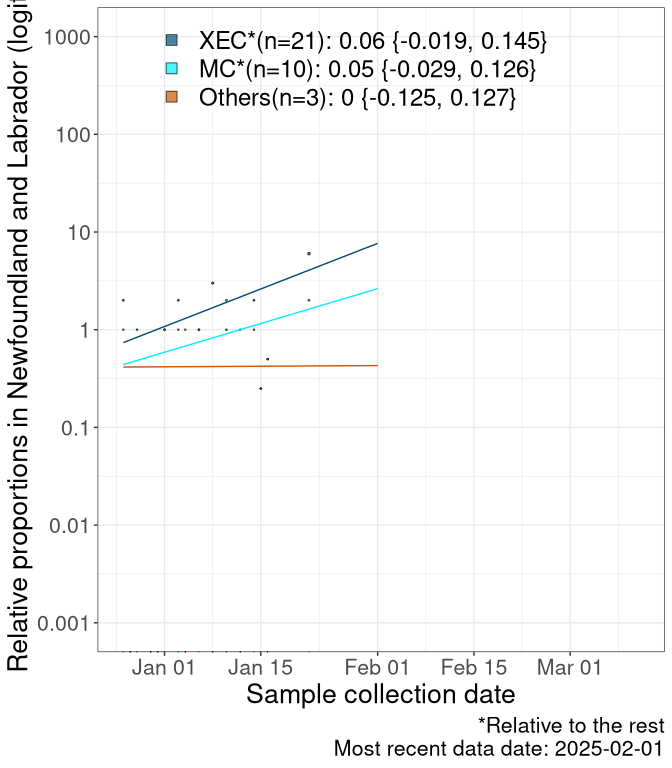 XEC*(n=21): 0.06 {-0.019, 0.145}
MC*(n=10): 0.05 {-0.029, 0.126}
Others(n=3): 0 {-0.125, 0.127}
Relative proportions in Newfoundland and Labrador
1000
100
10
1
0.1
0.01
0.001
Jan 01 Jan 15 Feb 01 Feb 15 Mar 01
Sample collection date
*Relative to the rest
Most recent data date: 2025-02-01